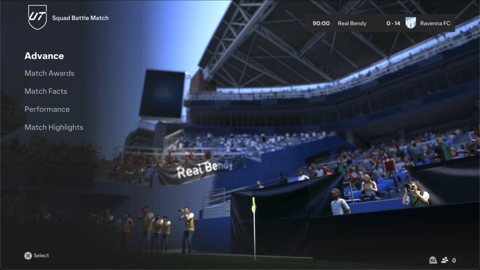 UT
Squad Battle Match
90:00 Real Bendy 0 - 14 Ravenna FC
Advance
Match Awards
Match Facts
Performance
Match Highlights
Real Bendy
Select
0